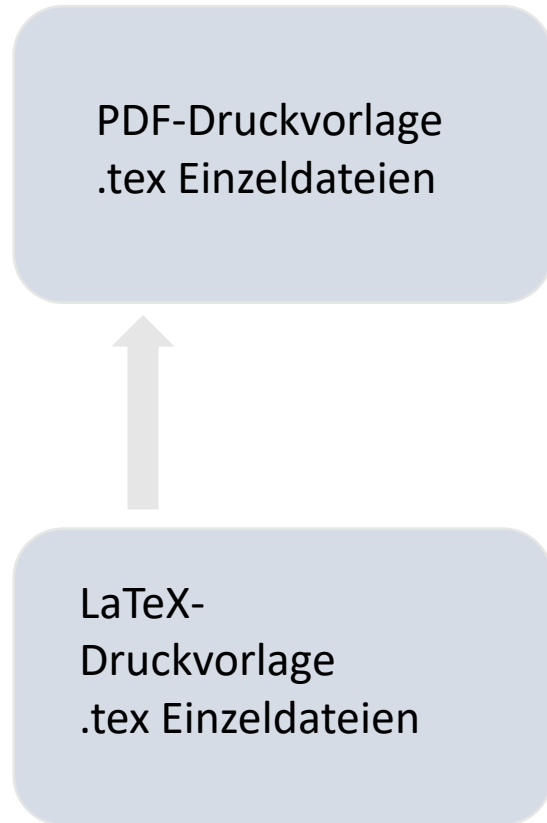 PDF-Druckvorlage
.tex Einzeldateien
LaTeX-
Druckvorlage
.tex Einzeldateien